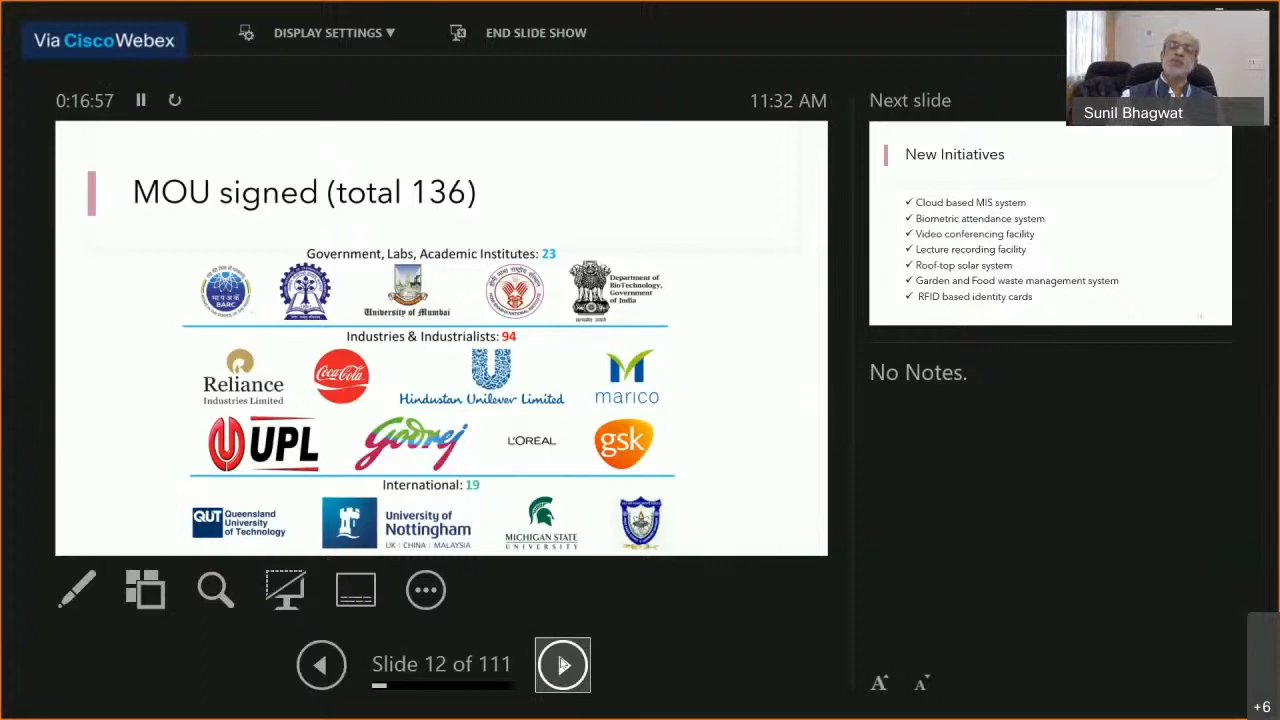 Via CiscoWebex
DISPLAY SETTINGS ▼
END SLIDE SHOW
0:16:57
11:32 AM
Next slide
Sunil Bhagwat
MOU signed (total 136)
Government, Labs, Academic Institutes: 23
BARC
University of Mumbai
Department of
BioTechnology,
Government
of India
Industries & Industrialists: 94
Reliance
Industries Limited
Coca-Cola
Hindustan Unilever Limited
marico
UPL
Godrej
L'ORÉAL
gsk
International: 19
QUT
Queensland
University
of Technology
University of
Nottingham
UK | CHINA | MALAYSIA
MICHIGAN STATE
UNIVERSITY
New Initiatives
✓ Cloud based MIS system
✓ Biometric attendance system
✓ Video conferencing facility
✓ Lecture recording facility
✓ Roof-top solar system
✓ Garden and Food waste management system
✓ RFID based identity cards
No Notes.
Slide 12 of 111
A A
+6